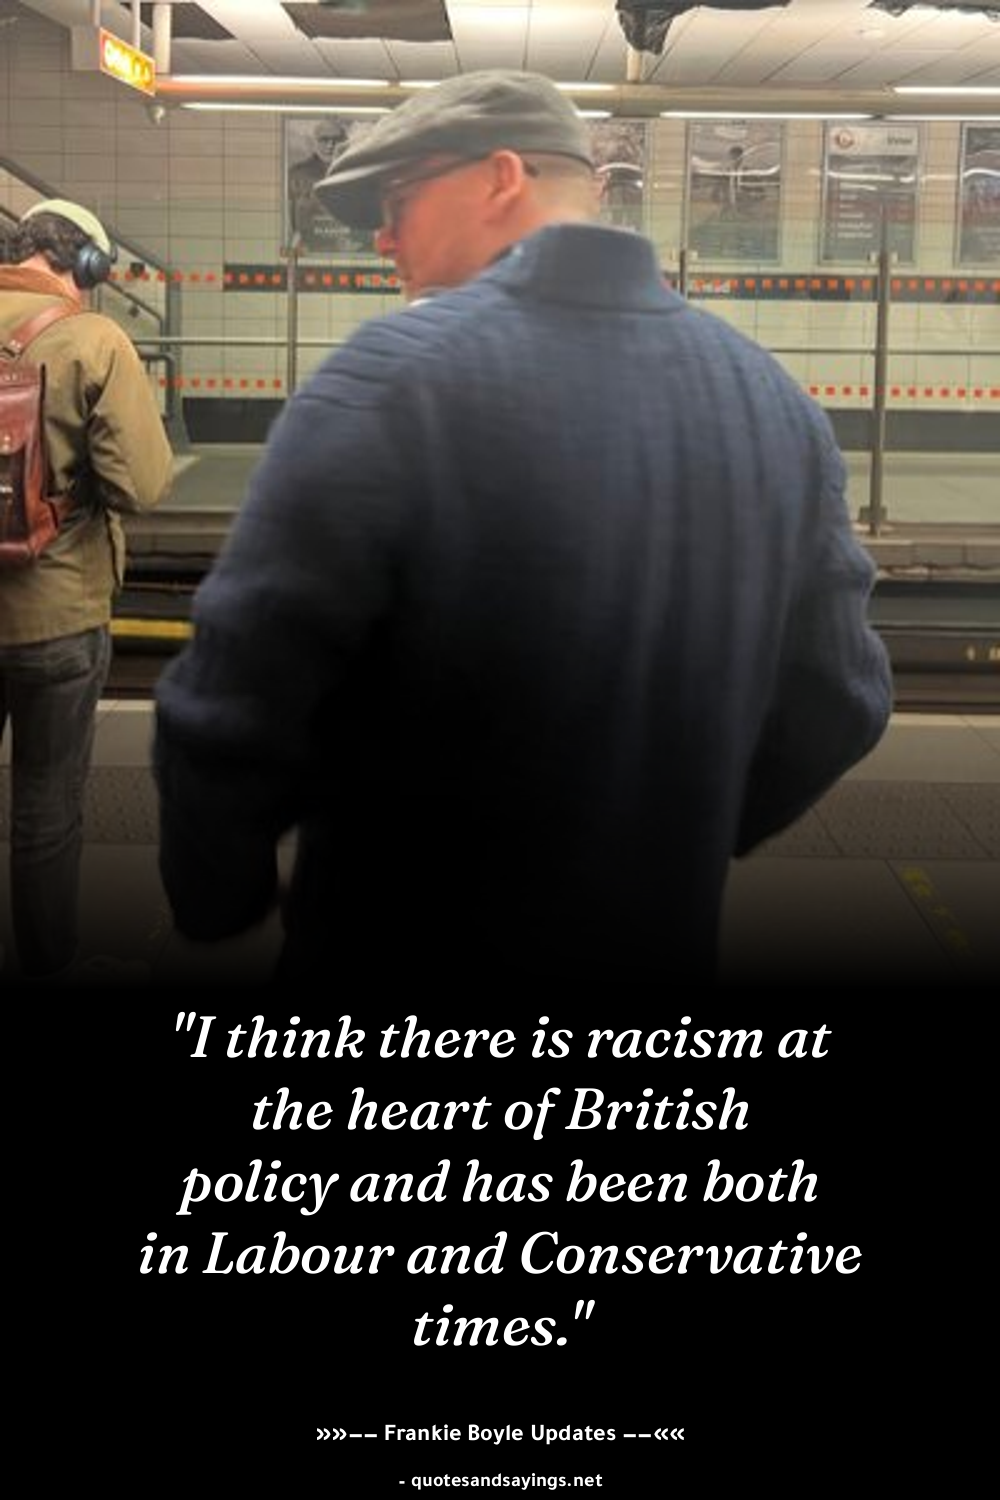 "I think there is racism at
the heart of British
policy and has been both
in Labour and Conservative
times."
»»–– Frankie Boyle Updates ––««
- quotesandsayings.net